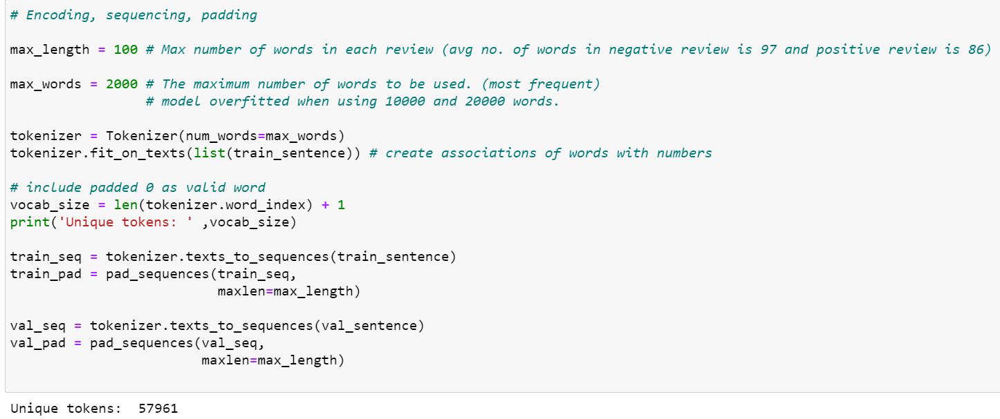 # Encoding, sequencing, padding
max_length = 100 # Max number of words in each review (avg no. of words in negative review is 97 and positive review is 86)
max_words = 2000 # The maximum number of words to be used. (most frequent)
# model overfitted when using 10000 and 20000 words.
tokenizer = Tokenizer(num_words=max_words)
tokenizer.fit_on_texts(list(train_sentence)) # create associations of words with numbers
# include padded 0 as valid word
vocab_size = len(tokenizer.word_index) + 1
print('Unique tokens: ' ,vocab_size)
train_seq = tokenizer.texts_to_sequences(train_sentence)
train_pad = pad_sequences(train_seq,
maxlen=max_length)
val_seq = tokenizer.texts_to_sequences(val_sentence)
val_pad = pad_sequences(val_seq,
maxlen=max_length)
Unique tokens:  57961